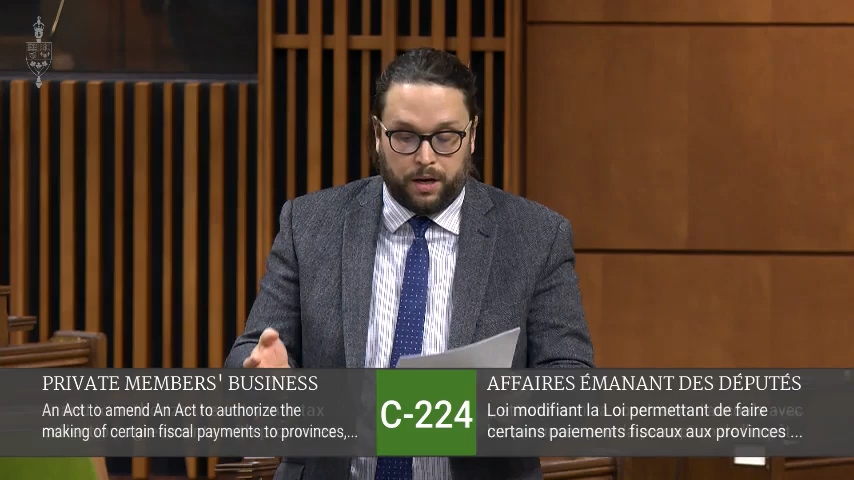 PRIVATE MEMBERS' BUSINESS
An Act to amend An Act to authorize the
making of certain fiscal payments to provinces,...
C-224
AFFAIRES ÉMANANT DES DÉPUTÉS
Loi modifiant la Loi permettant de faire
certains paiements fiscaux aux provinces ...